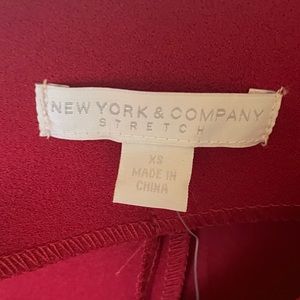 NEW YORK & COMPANY
STRETCH
XS
MADE IN
CHINA